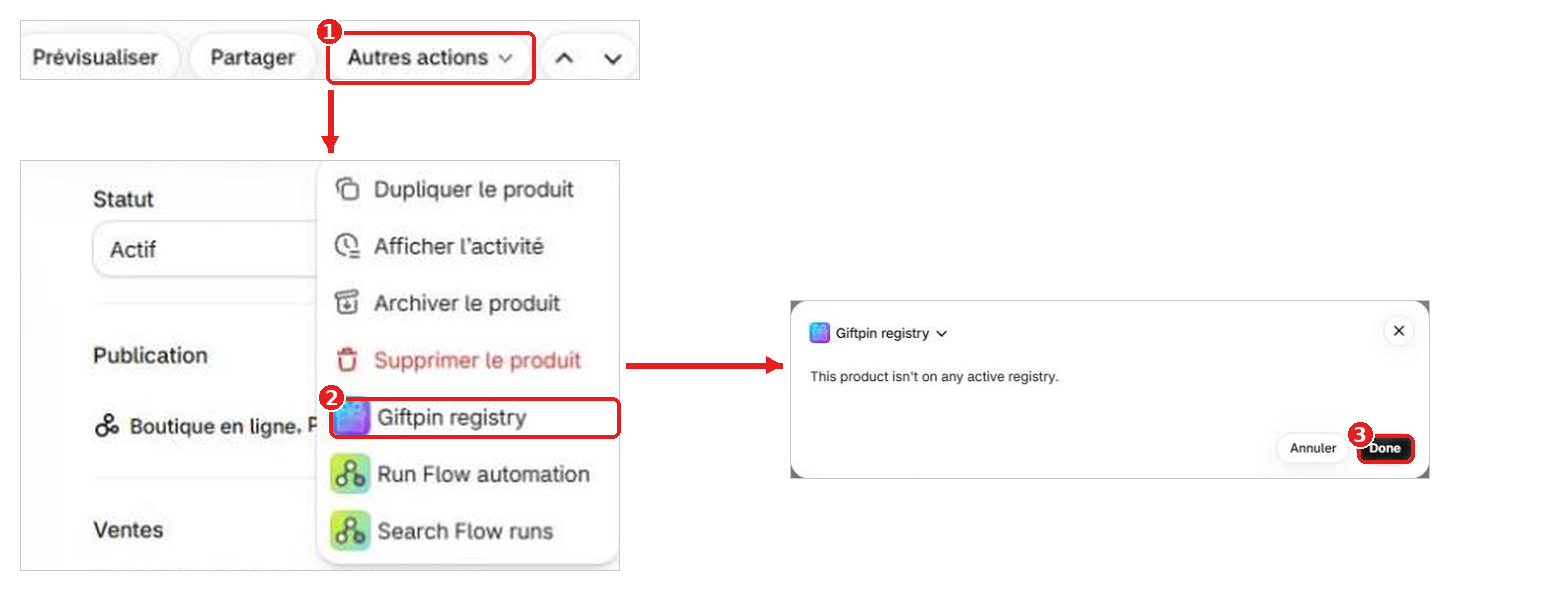 Prévisualiser Partager 1 Autres actions
Statut
Actif
Publication
Boutique en ligne, P
Ventes
Dupliquer le produit
Afficher l'activité
Archiver le produit
Supprimer le produit
2 Giftpin registry
Run Flow automation
Search Flow runs
Giftpin registry
This product isn't on any active registry.
Annuler 3 Done